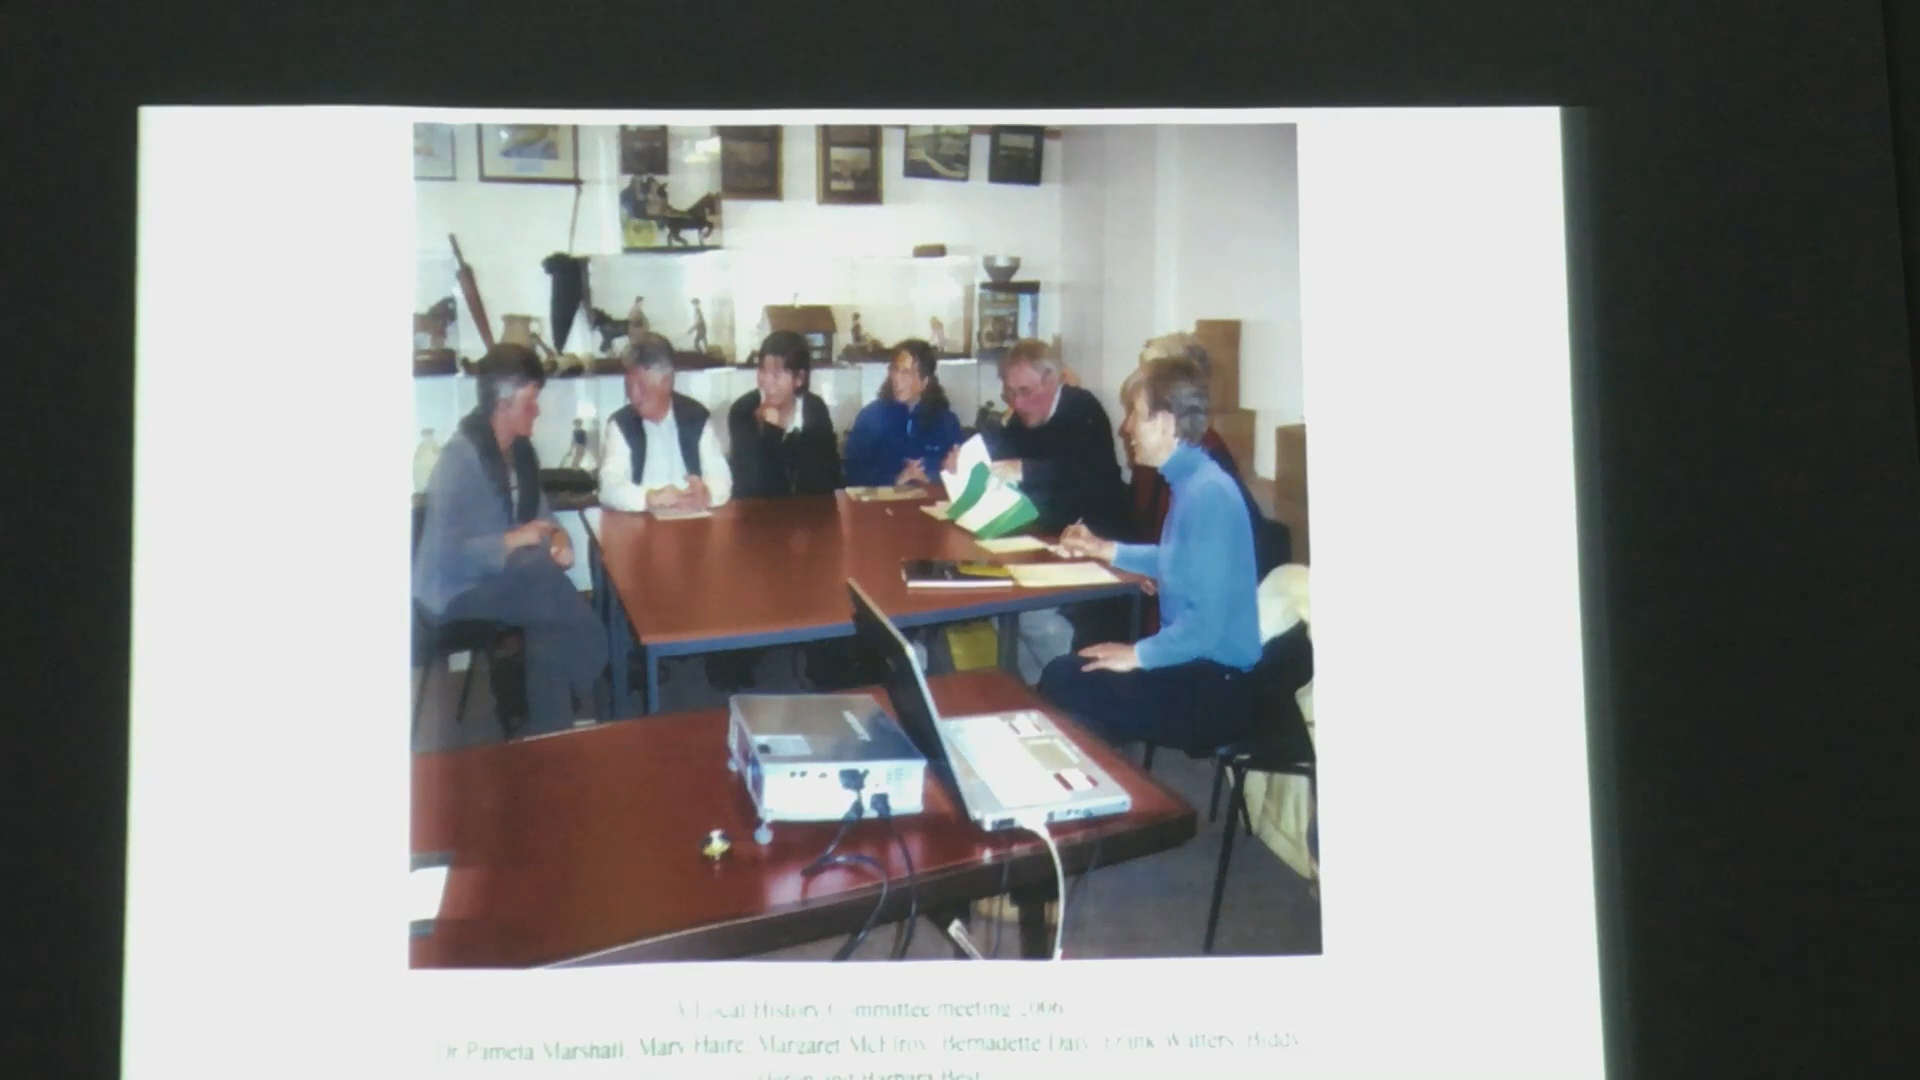 A Local History Committee meeting 2006
Dr Pamela Marshall, Mary Haire, Margaret McElroy, Bernadette Daly, Frank Watters, Biddy
and Barbara Best